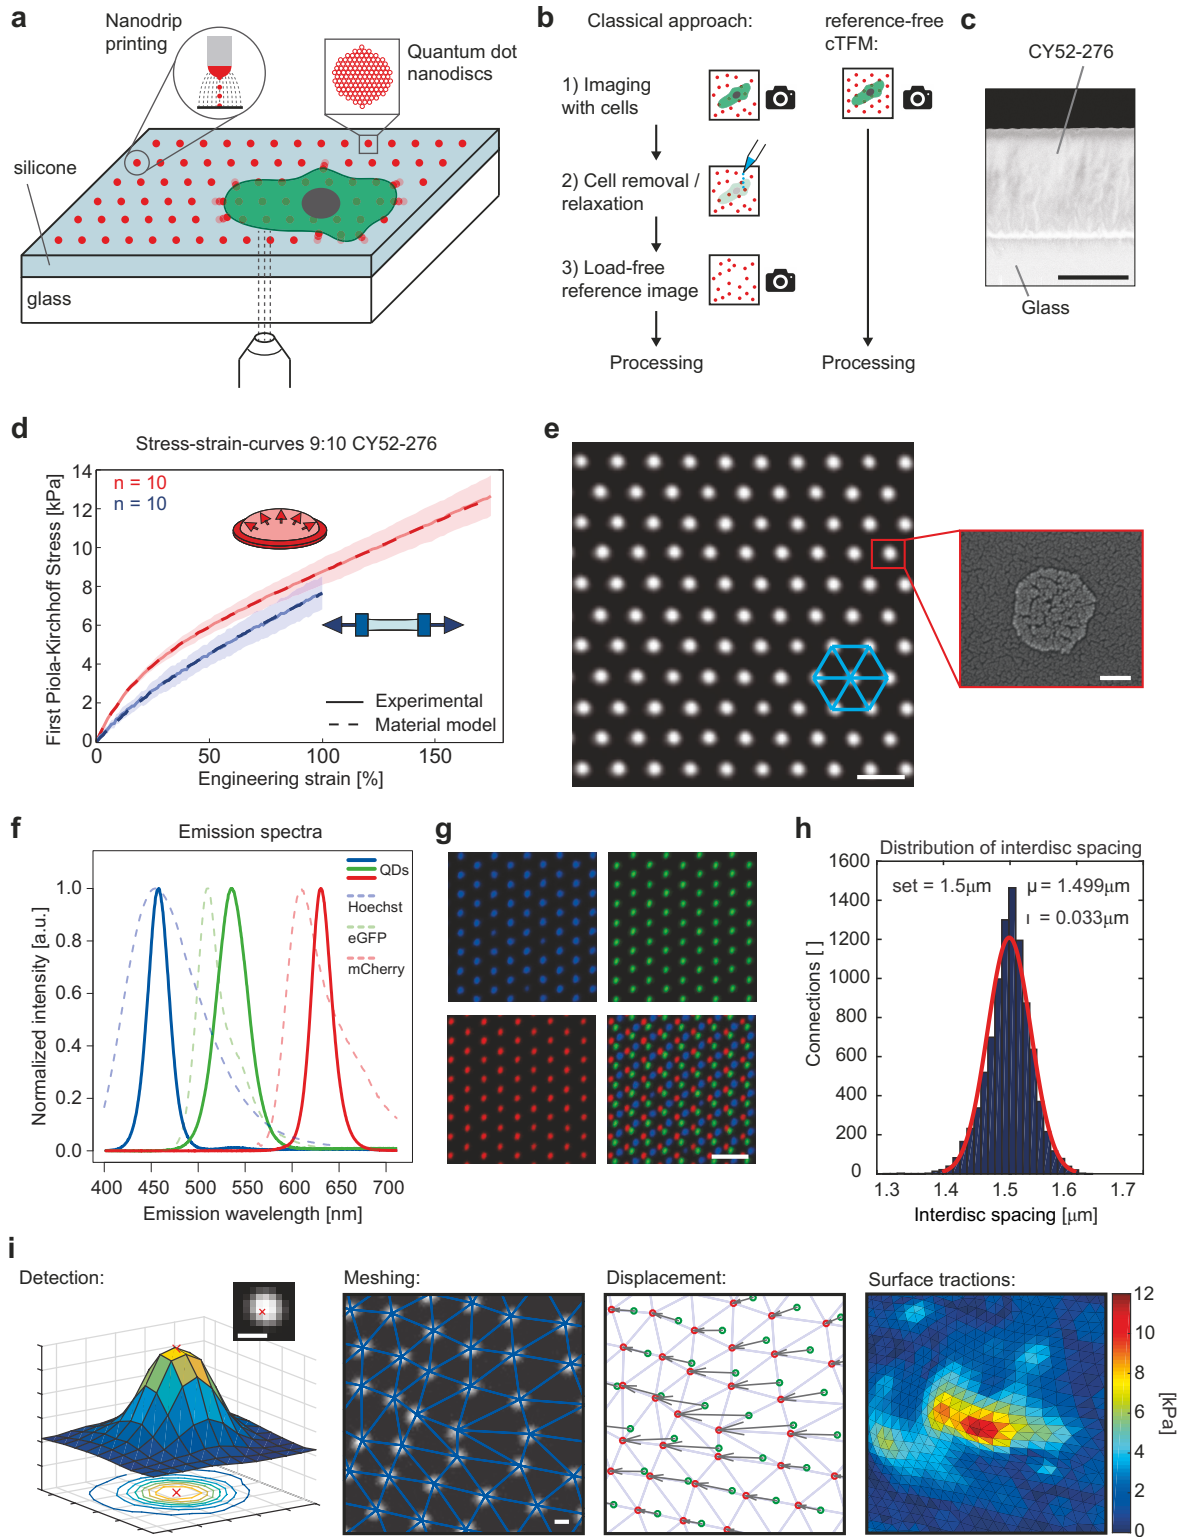 a
Nanodrip
printing
Quantum dot
nanodiscs
silicone
glass
b
Classical approach:
reference-free
cTFM:
1) Imaging
with cells
2) Cell removal /
relaxation
3) Load-free
reference image
Processing
Processing
c
CY52-276
Glass
d
Stress-strain-curves 9:10 CY52-276
First Piola-Kirchhoff Stress [kPa]
14
12
10
8
6
4
2
0
n = 10
n = 10
Experimental
Material model
0
50
100
150
Engineering strain [%]
e
f
Emission spectra
Normalized Intensity [a.u.]
1.0
0.8
0.6
0.4
0.2
0.0
QDs
Hoechst
eGFP
mCherry
400
450
500
550
600
650
700
Emission wavelength [nm]
g
h
Distribution of interdisc spacing
Connections [ ]
1600
1400
1200
1000
800
600
400
200
0
set = 1.5μm
μ = 1.499μm
ı = 0.033μm
1.3
1.4
1.5
1.6
1.7
Interdisc spacing [μm]
i
Detection:
Meshing:
Displacement:
Surface tractions:
12
10
8
6
4
2
0
[kPa]